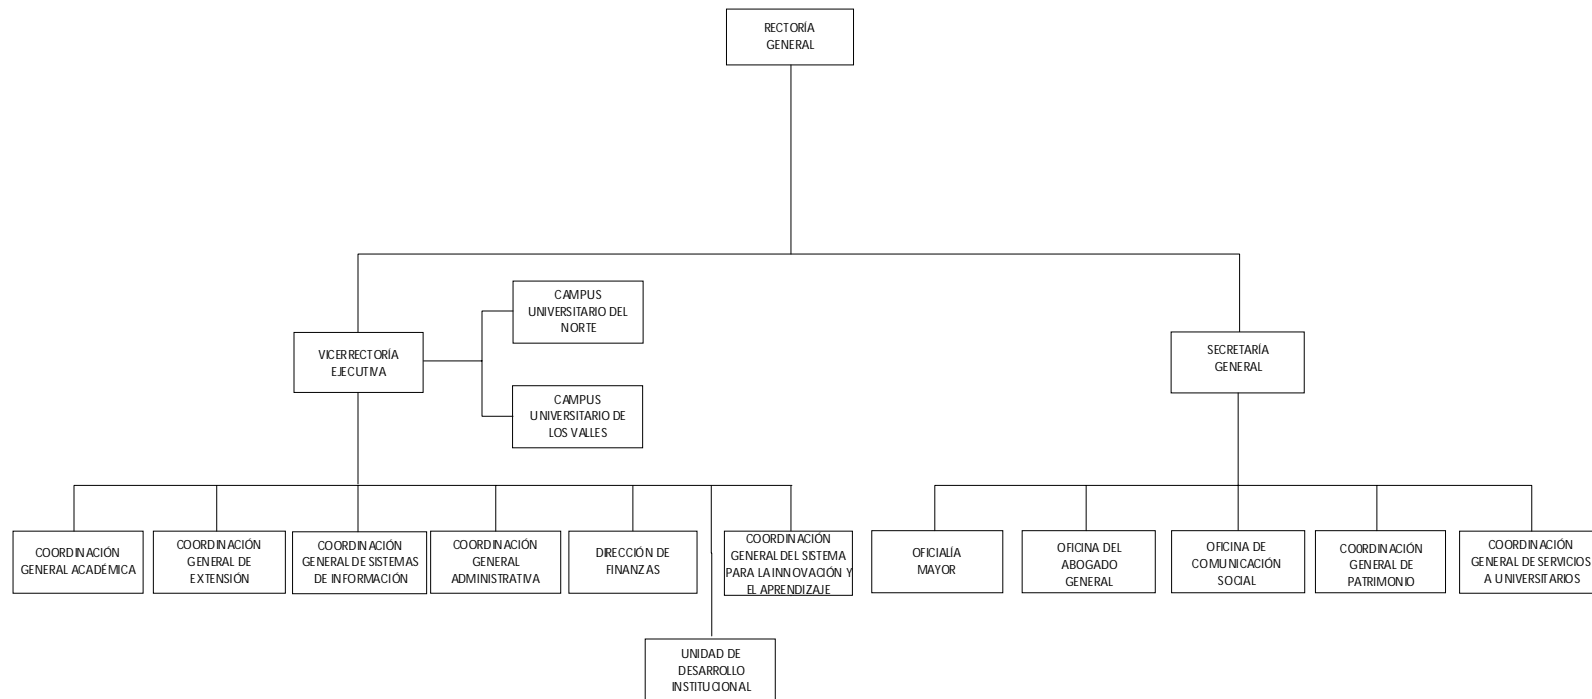 RECTORÍA
GENERAL
CAMPUS
UNIVERSITARIO DEL
NORTE
VICERRECTORÍA
EJECUTIVA
SECRETARÍA
GENERAL
CAMPUS
UNIVERSITARIO DE
LOS VALLES
COORDINACIÓN
GENERAL ACADÉMICA
COORDINACIÓN
GENERAL DE
EXTENSIÓN
COORDINACIÓN
GENERAL DE SISTEMAS
DE INFORMACIÓN
COORDINACIÓN
GENERAL
ADMINISTRATIVA
DIRECCIÓN DE
FINANZAS
COORDINACIÓN
GENERAL DEL SISTEMA
PARA LA INNOVACIÓN Y
EL APRENDIZAJE
OFICIALÍA
MAYOR
OFICINA DEL
ABOGADO
GENERAL
OFICINA DE
COMUNICACIÓN
SOCIAL
COORDINACIÓN
GENERAL DE
PATRIMONIO
COORDINACIÓN
GENERAL DE SERVICIOS
A UNIVERSITARIOS
UNIDAD DE
DESARROLLO
INSTITUCIONAL